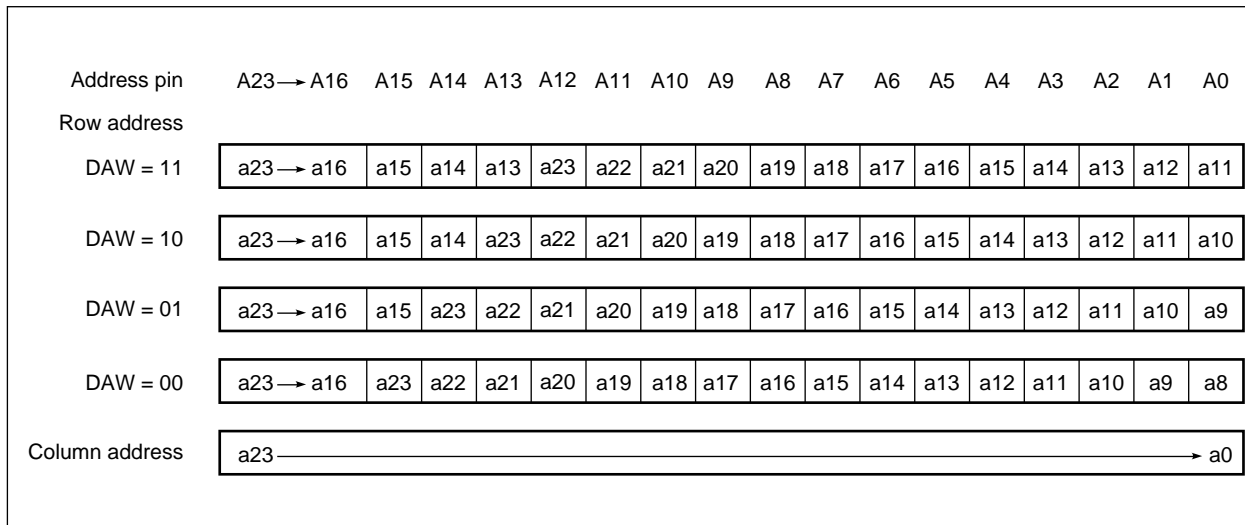 Address pin A23 → A16 A15 A14 A13 A12 A11 A10 A9 A8 A7 A6 A5 A4 A3 A2 A1 A0
Row address
DAW = 11 a23 → a16 a15 a14 a13 a23 a22 a21 a20 a19 a18 a17 a16 a15 a14 a13 a12 a11
DAW = 10 a23 → a16 a15 a14 a23 a22 a21 a20 a19 a18 a17 a16 a15 a14 a13 a12 a11 a10
DAW = 01 a23 → a16 a15 a23 a22 a21 a20 a19 a18 a17 a16 a15 a14 a13 a12 a11 a10 a9
DAW = 00 a23 → a16 a23 a22 a21 a20 a19 a18 a17 a16 a15 a14 a13 a12 a11 a10 a9 a8
Column address a23 → a0